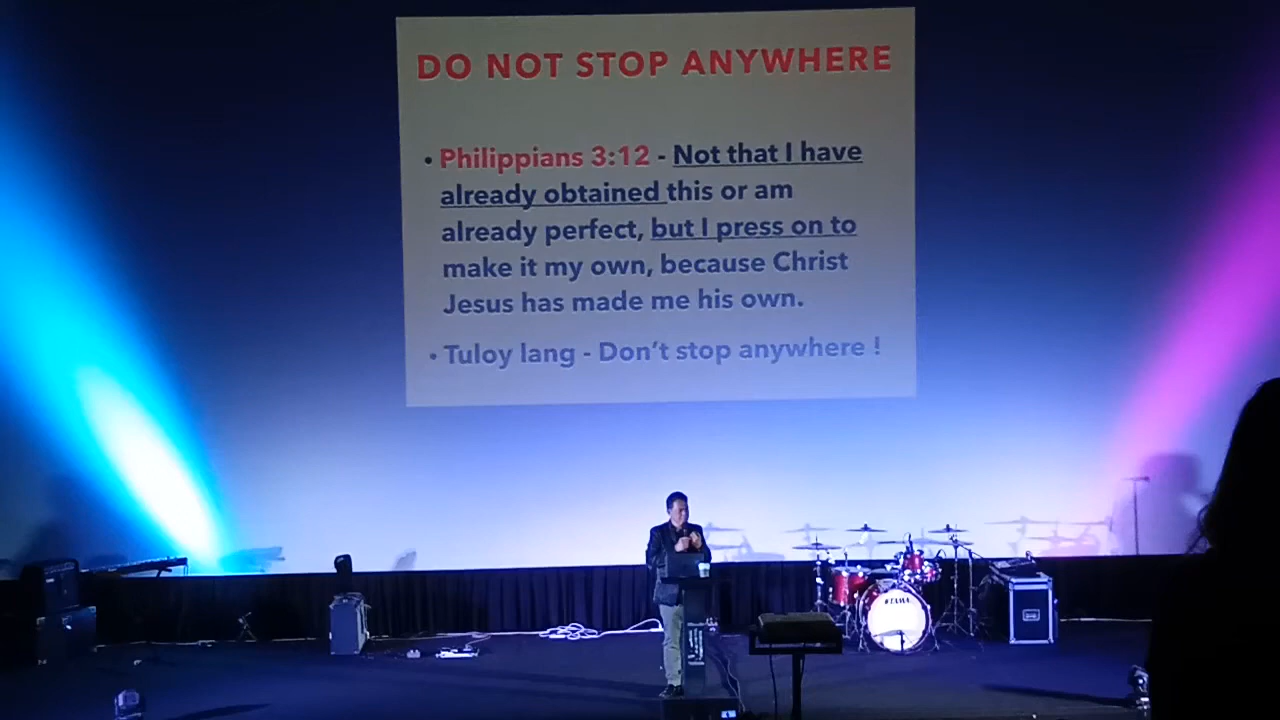 DO NOT STOP ANYWHERE
• Philippians 3:12 - Not that I have
already obtained this or am
already perfect, but I press on to
make it my own, because Christ
Jesus has made me his own.
• Tuloy lang - Don't stop anywhere !
TAMA